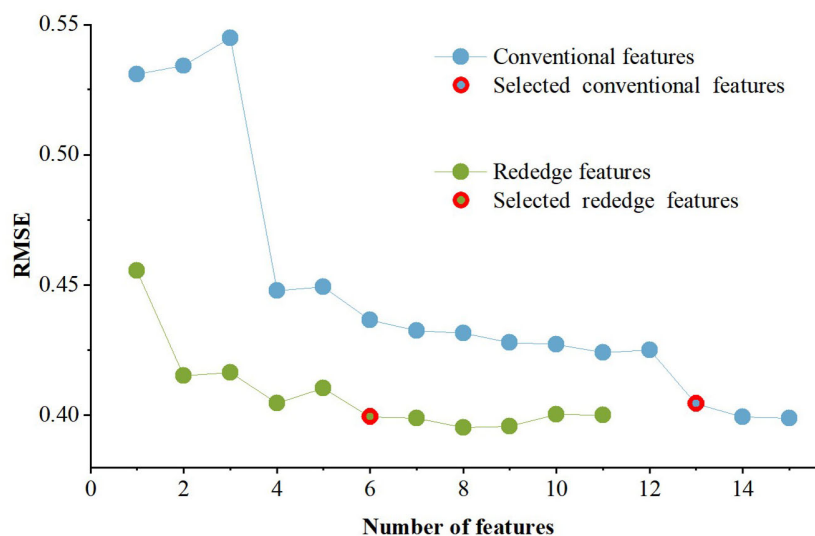 0.55
0.50
0.45
0.40
RMSE
Conventional features
Selected conventional features
Rededge features
Selected rededge features
0 2 4 6 8 10 12 14
Number of features